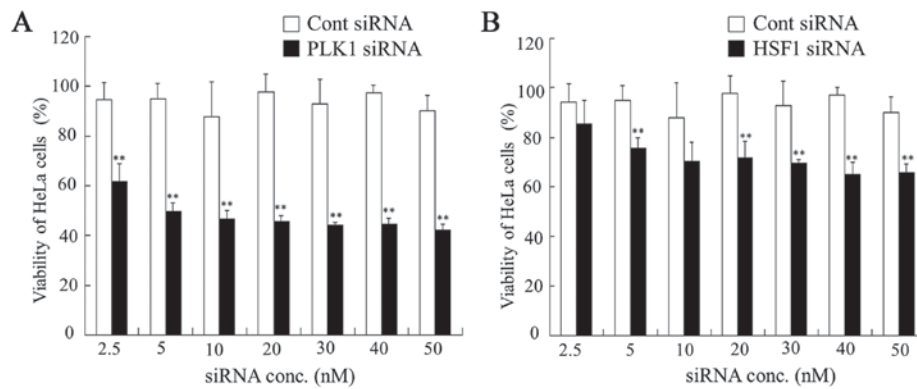 A
Cont siRNA
PLK1 siRNA
Viability of HeLa cells (%)
120
100
80
60
40
20
0
**
**
**
**
**
**
**
2.5 5 10 20 30 40 50
siRNA conc. (nM)
B
Cont siRNA
HSF1 siRNA
Viability of HeLa cells (%)
120
100
80
60
40
20
0
**
**
**
**
**
2.5 5 10 20 30 40 50
siRNA conc. (nM)